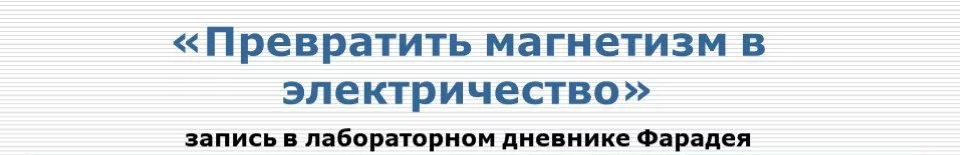 «Превратить магнетизм в
электричество»
запись в лабораторном дневнике Фарадея